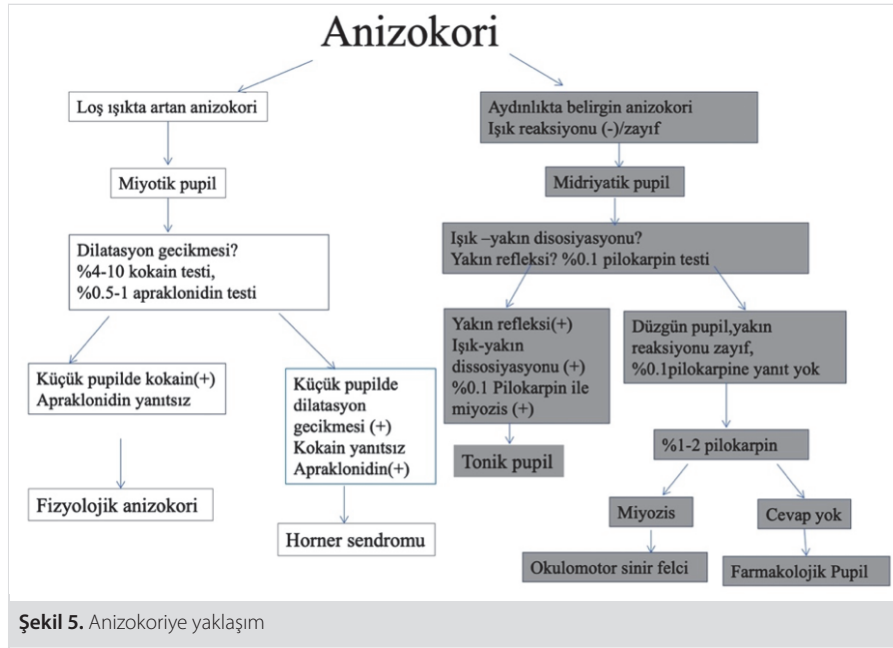 Anizokori
Loş ışıkta artan anizokori
Miyotik pupil
Dilatasyon gecikmesi?
%4-10 kokain testi,
%0.5-1 apraklonidin testi
Küçük pupilde kokain(+)
Apraklonidin yanıtsız
Fizyolojik anizokori
Küçük pupilde
dilatasyon
gecikmesi (+)
Kokain yanıtsız
Apraklonidin(+)
Horner sendromu
Aydınlıkta belirgin anizokori
Işık reaksiyonu (-)/zayıf
Midriyatik pupil
Işık –yakın disosiyasyonu?
Yakın refleksi? %0.1 pilokarpin testi
Yakın refleksi(+)
Işık-yakın
dissosiyasyonu (+)
%0.1 Pilokarpin ile
miyozis (+)
Tonik pupil
Düzgün pupil,yakın
reaksiyonu zayıf,
%0.1pilokarpine yanıt yok
%1-2 pilokarpin
Miyozis
Okulomotor sinir felci
Cevap yok
Farmakolojik Pupil
Şekil 5. Anizokoriye yaklaşım